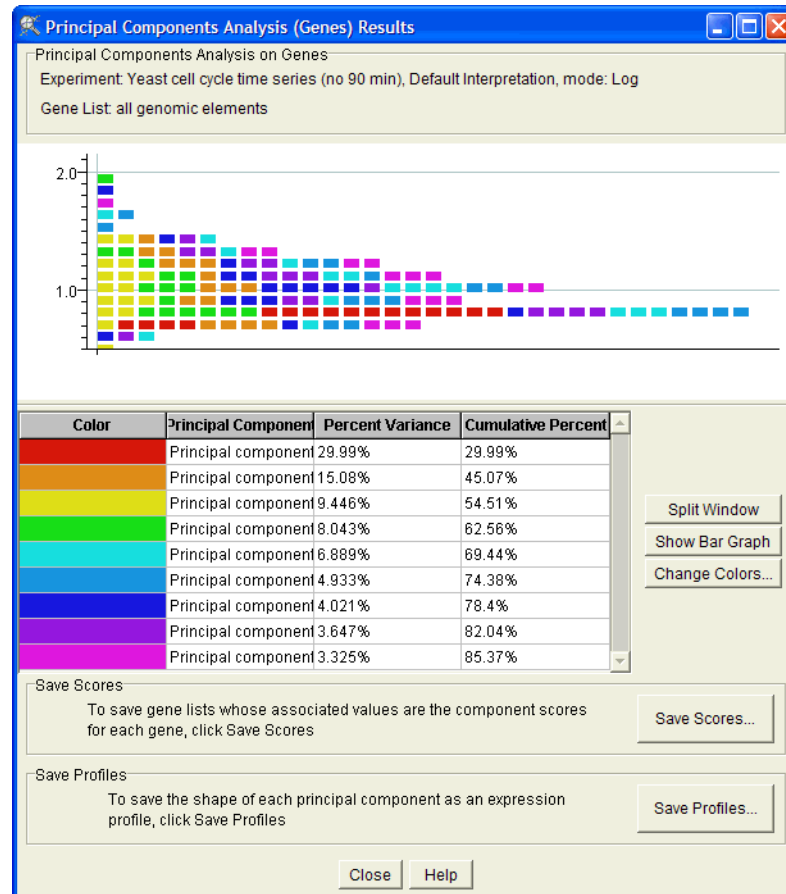 Principal Components Analysis (Genes) Results
Principal Components Analysis on Genes
Experiment: Yeast cell cycle time series (no 90 min), Default Interpretation, mode: Log
Gene List: all genomic elements
2.0
1.0
Color Principal Component Percent Variance Cumulative Percent
Principal component 29.99% 29.99%
Principal component 15.08% 45.07%
Principal component 9.446% 54.51%
Principal component 8.043% 62.56%
Principal component 6.889% 69.44%
Principal component 4.933% 74.38%
Principal component 4.021% 78.4%
Principal component 3.647% 82.04%
Principal component 3.325% 85.37%
Split Window
Show Bar Graph
Change Colors...
Save Scores
To save gene lists whose associated values are the component scores
for each gene, click Save Scores
Save Scores...
Save Profiles
To save the shape of each principal component as an expression
profile, click Save Profiles
Save Profiles...
Close Help